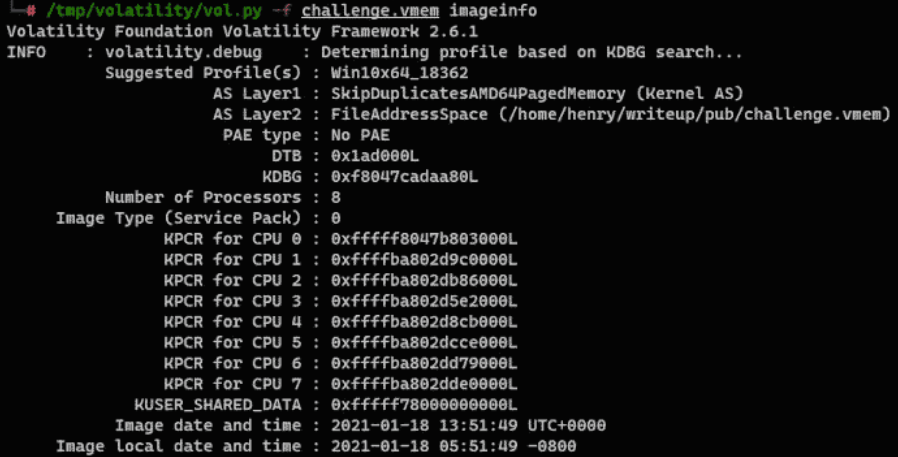 └─# /tmp/volatility/vol.py -f challenge.vmem imageinfo
Volatility Foundation Volatility Framework 2.6.1
INFO    : volatility.debug    : Determining profile based on KDBG search...
Suggested Profile(s) : Win10x64_18362
AS Layer1 : SkipDuplicatesAMD64PagedMemory (Kernel AS)
AS Layer2 : FileAddressSpace (/home/henry/writeup/pub/challenge.vmem)
PAE type : No PAE
DTB : 0x1ad000L
KDBG : 0xf8047cadaa80L
Number of Processors : 8
Image Type (Service Pack) : 0
KPCR for CPU 0 : 0xfffff8047b803000L
KPCR for CPU 1 : 0xffffba802d9c0000L
KPCR for CPU 2 : 0xffffba802db86000L
KPCR for CPU 3 : 0xffffba802d5e2000L
KPCR for CPU 4 : 0xffffba802d8cb000L
KPCR for CPU 5 : 0xffffba802dcce000L
KPCR for CPU 6 : 0xffffba802dd79000L
KPCR for CPU 7 : 0xffffba802dde0000L
KUSER_SHARED_DATA : 0xfffff78000000000L
Image date and time : 2021-01-18 13:51:49 UTC+0000
Image local date and time : 2021-01-18 05:51:49 -0800